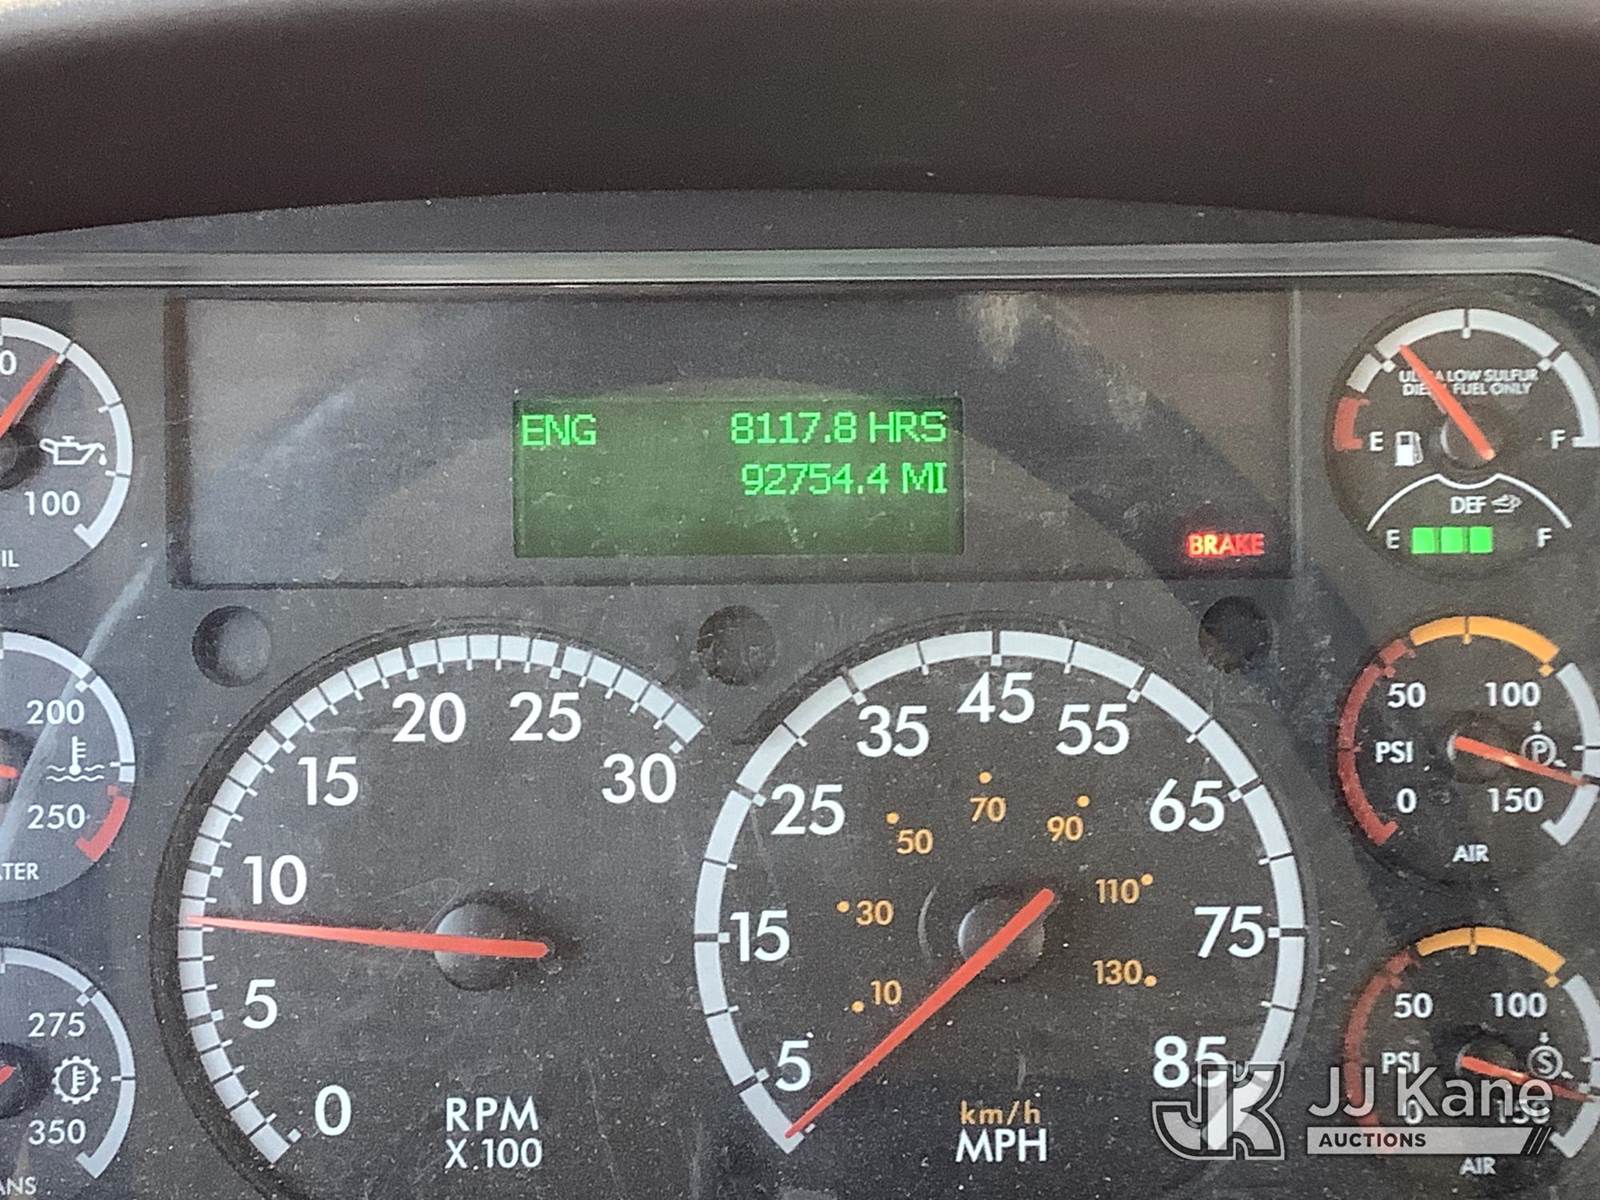 ENG 8117.8 HRS
92754.4 MI
BRAKE
100
200
250
275
350
0
5
10
15
20
25
30
RPM
X.100
5
15
25
35
45
55
65
75
85
10
30
50
70
90
110
130
km/h
MPH
ULTRA LOW SULFUR
DIESEL FUEL ONLY
E F
DEF
E F
50 100
PSI P
0 150
AIR
50 100
PSI S
0 150
AIR
JK JJ Kane
AUCTIONS